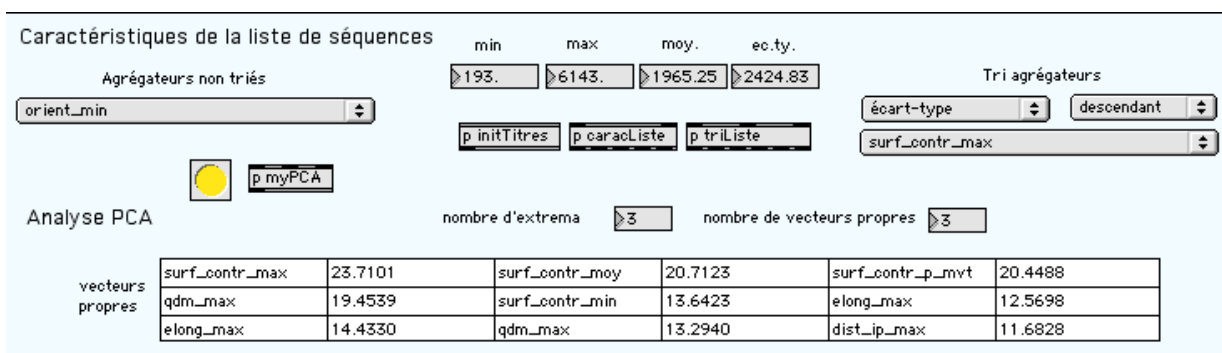 Caractéristiques de la liste de séquences
min max moy. ec.ty.
193. 6143. 1965.25 2424.83
Agrégateurs non triés
Tri agrégateurs
orient_min
écart-type descendant
p initTitres p caracListe p triListe
surf_contr_max
p myPCA
Analyse PCA
nombre d'extrema 3 nombre de vecteurs propres 3
vecteurs propres
surf_contr_max 23.7101 surf_contr_moy 20.7123 surf_contr_p_mvt 20.4488
qdm_max 19.4539 surf_contr_min 13.6423 elong_max 12.5698
elong_max 14.4330 qdm_max 13.2940 dist_ip_max 11.6828